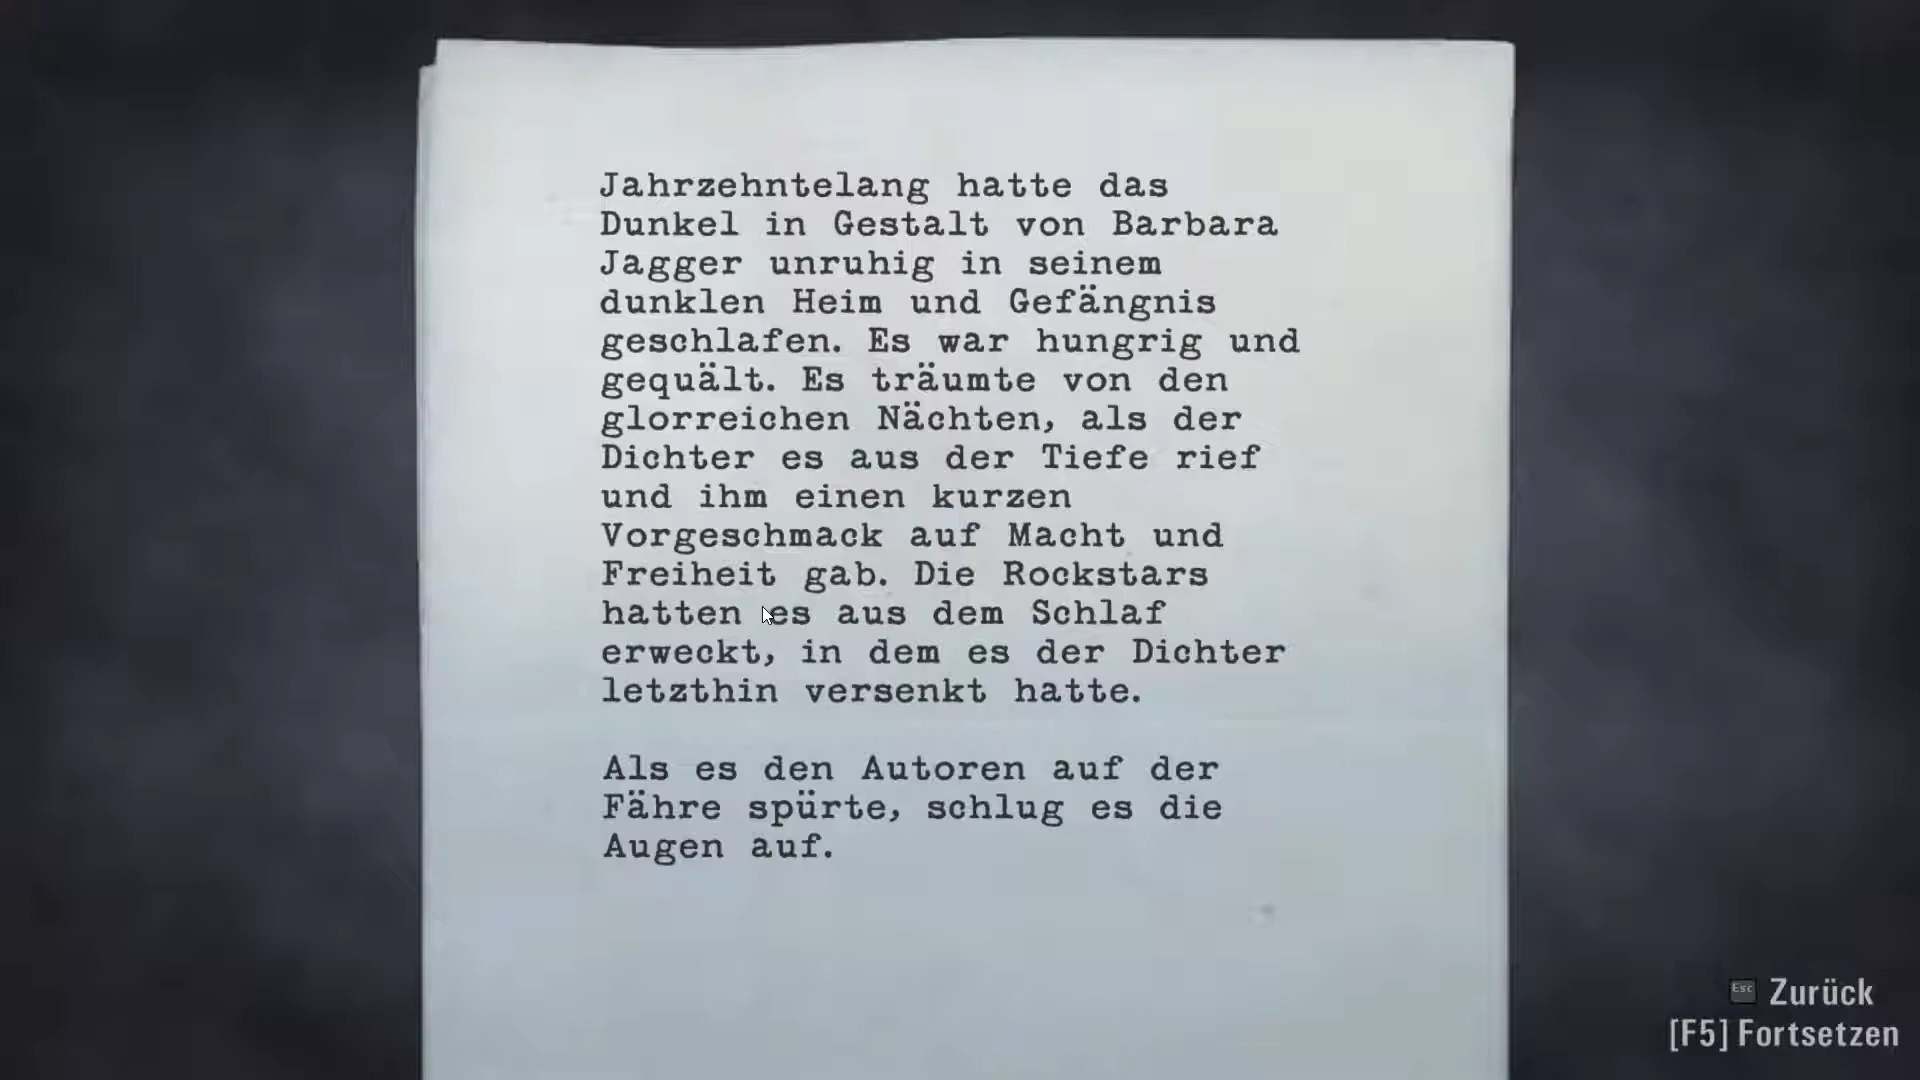 Jahrzehntelang hatte das
Dunkel in Gestalt von Barbara
Jagger unruhig in seinem
dunklen Heim und Gefängnis
geschlafen. Es war hungrig und
gequält. Es träumte von den
glorreichen Nächten, als der
Dichter es aus der Tiefe rief
und ihm einen kurzen
Vorgeschmack auf Macht und
Freiheit gab. Die Rockstars
hatten es aus dem Schlaf
erweckt, in dem es der Dichter
letzthin versenkt hatte.
Als es den Autoren auf der
Fähre spürte, schlug es die
Augen auf.
Esc Zurück
[F5] Fortsetzen